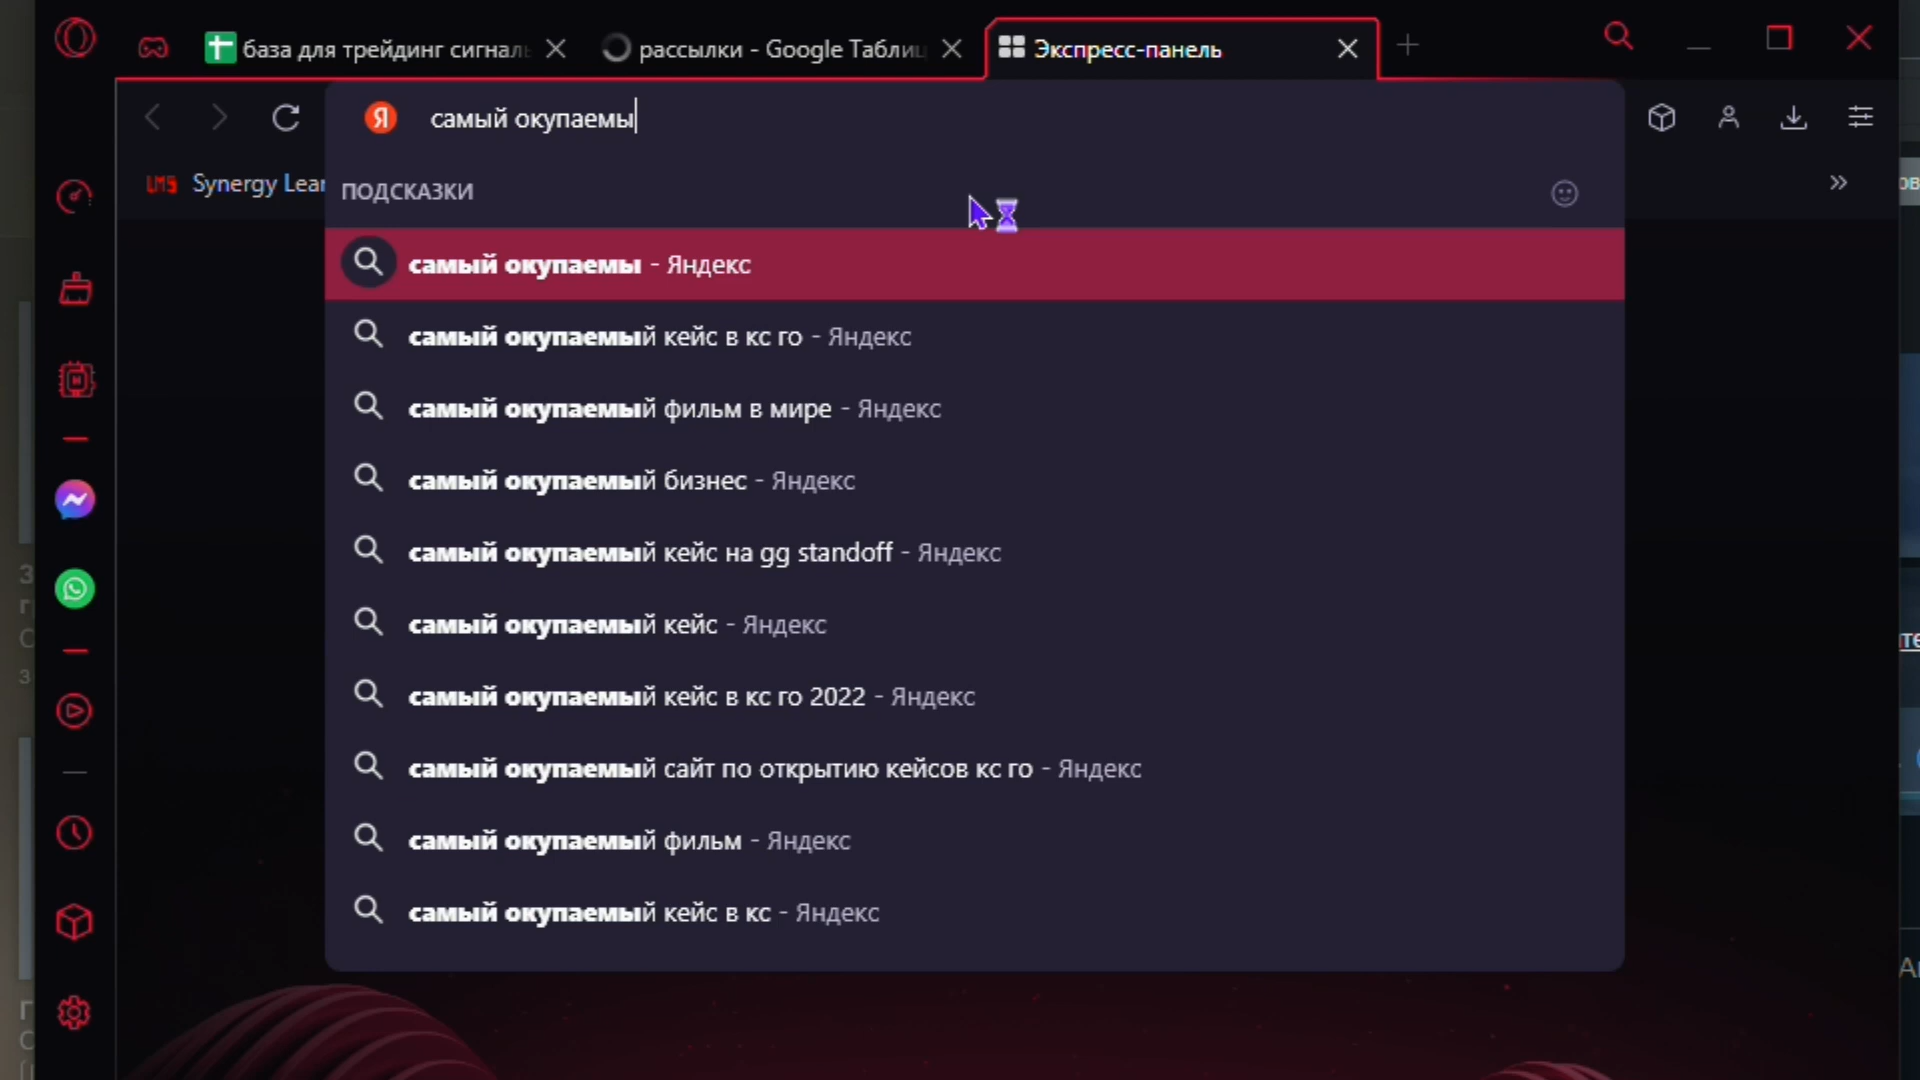 база для трейдинг сигнал
рассылки - Google Таблиц
Экспресс-панель
Я самый окупаемы
LMS Synergy Lear
ПОДСКАЗКИ
самый окупаемы - Яндекс
самый окупаемый кейс в кс го - Яндекс
самый окупаемый фильм в мире - Яндекс
самый окупаемый бизнес - Яндекс
самый окупаемый кейс на gg standoff - Яндекс
самый окупаемый кейс - Яндекс
самый окупаемый кейс в кс го 2022 - Яндекс
самый окупаемый сайт по открытию кейсов кс го - Яндекс
самый окупаемый фильм - Яндекс
самый окупаемый кейс в кс - Яндекс